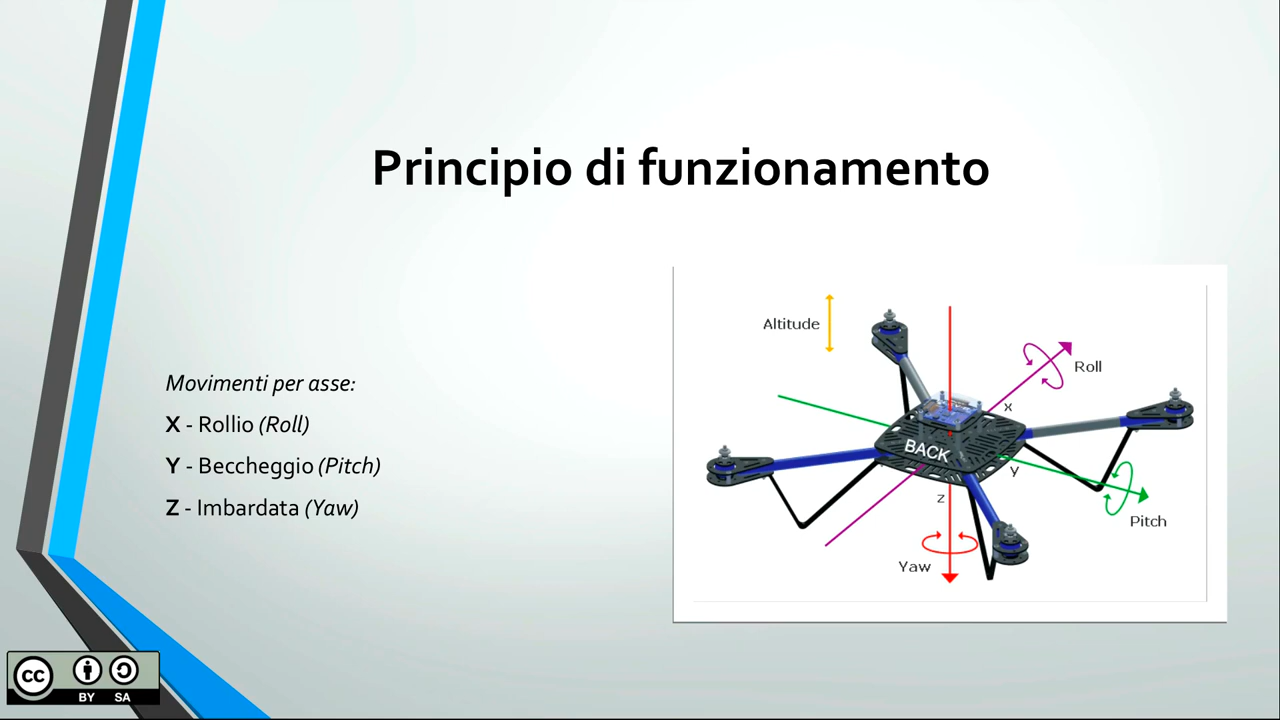 Principio di funzionamento
Movimenti per asse:
X - Rollio (Roll)
Y - Beccheggio (Pitch)
Z - Imbardata (Yaw)
Altitude
Roll
x
BACK
y
z
Pitch
Yaw
cc
BY SA